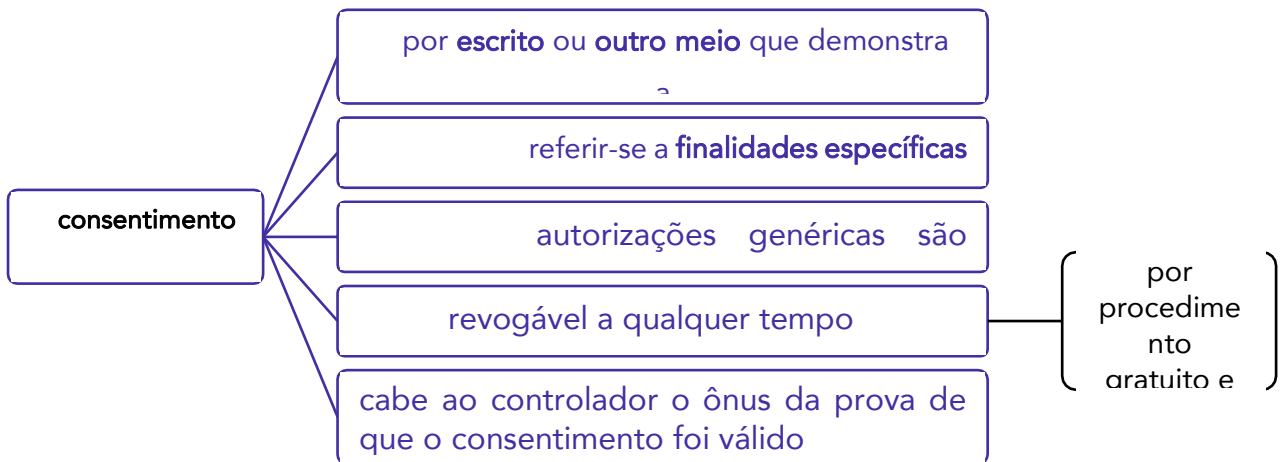 por escrito ou outro meio que demonstra
a
referir-se a finalidades específicas
consentimento
autorizações genéricas são
revogável a qualquer tempo
por
procedime
nto
gratuito e
cabe ao controlador o ônus da prova de
que o consentimento foi válido